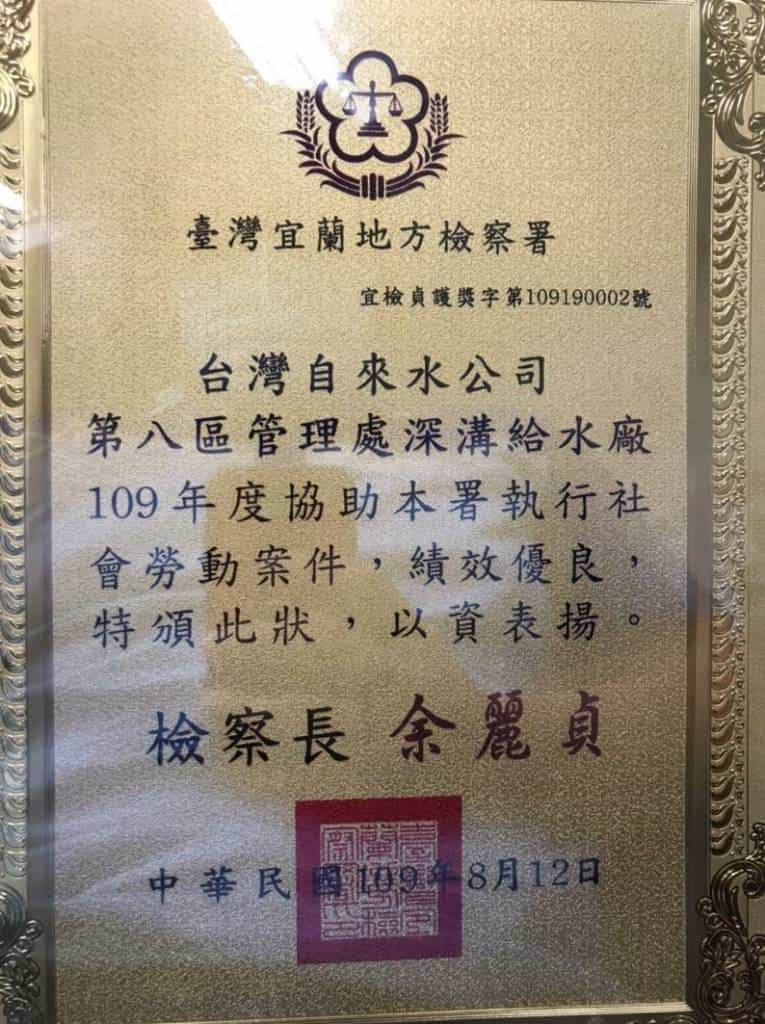 臺灣宜蘭地方檢察署
宜檢貞護獎字第109190002號
台灣自來水公司
第八區管理處深溝給水廠
109年度協助本署執行社
會勞動案件，績效優良，
特頒此狀，以資表揚。
檢察長 余麗貞
中華民國109年8月12日